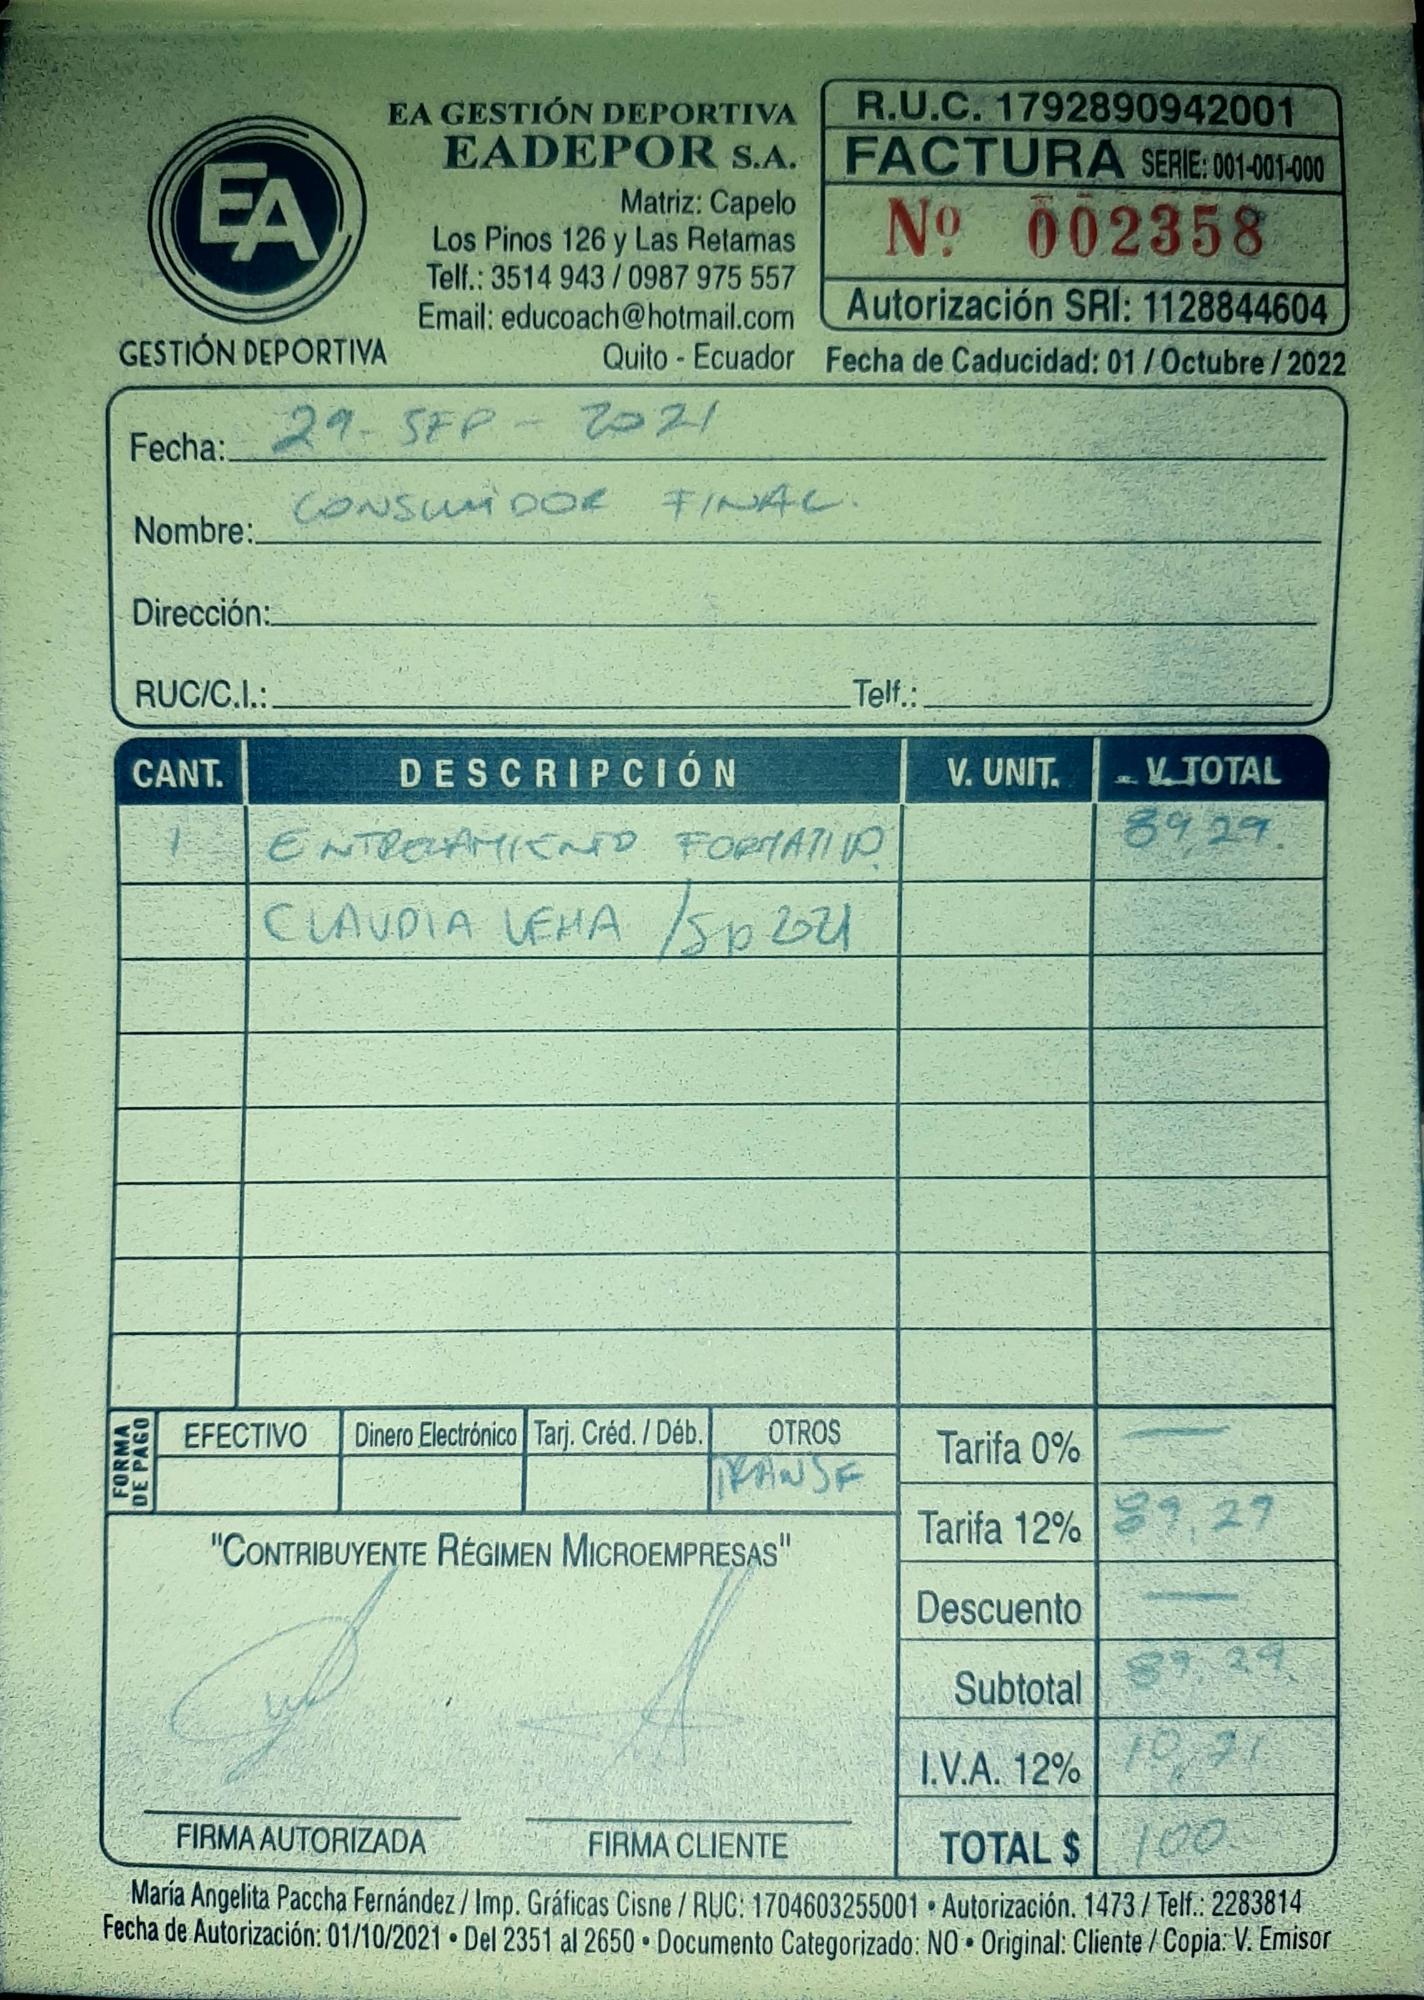 EA
GESTIÓN DEPORTIVA
EA GESTIÓN DEPORTIVA
EADEPOR S.A.
Matriz: Capelo
Los Pinos 126 y Las Retamas
Telf.: 3514 943 / 0987 975 557
Email: educoach@hotmail.com
Quito - Ecuador
R.U.C. 1792890942001
FACTURA SERIE: 001-001-000
Nº 002358
Autorización SRI: 1128844604
Fecha de Caducidad: 01 / Octubre / 2022
Fecha: 29 - SEP - 2021
Nombre: CONSUMIDOR FINAL.
Dirección:
RUC/C.I.: Telf.:
CANT. DESCRIPCIÓN V. UNIT. V. TOTAL
1 ENTRENAMIENTO FORMATIVO. 89,29.
CLAUDIA /Sp 2021
FORMA DE PAGO
EFECTIVO Dinero Electrónico Tarj. Créd. / Déb. OTROS
TRANSF
Tarifa 0% —
Tarifa 12% 89,29
Descuento —
Subtotal 89,29.
I.V.A. 12% 10,71
TOTAL $ 100
"CONTRIBUYENTE RÉGIMEN MICROEMPRESAS"
FIRMA AUTORIZADA FIRMA CLIENTE
María Angelita Paccha Fernández / Imp. Gráficas Cisne / RUC: 1704603255001 • Autorización. 1473 / Telf.: 2283814
Fecha de Autorización: 01/10/2021 • Del 2351 al 2650 • Documento Categorizado: NO • Original: Cliente / Copia: V. Emisor